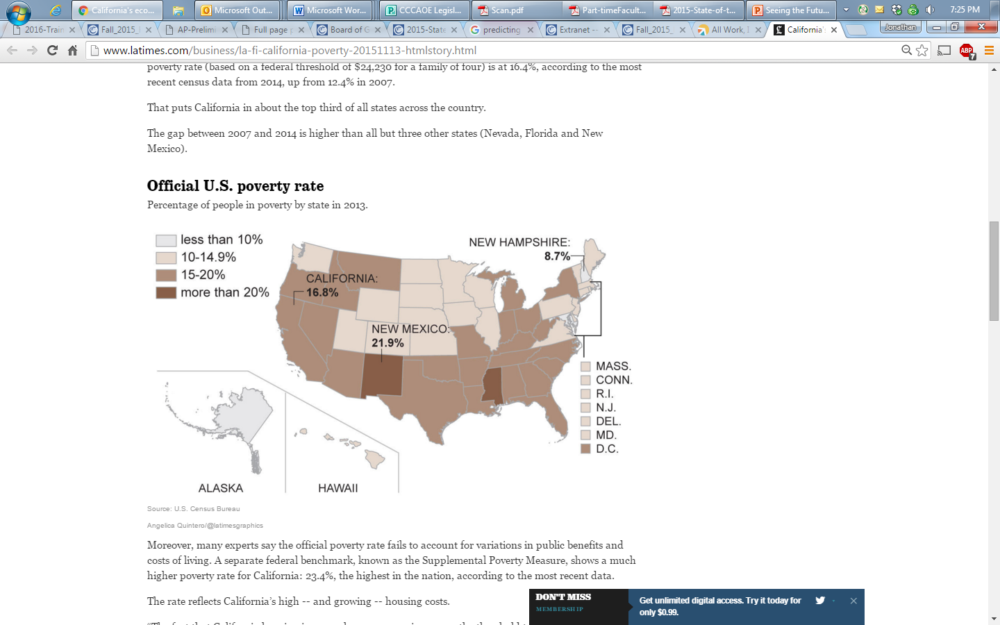 California's eco...
Microsoft Out...
Microsoft Wor...
CCCAOE Legisl...
Scan.pdf
Part-timeFacult...
2015-State-of-t...
Seeing the Futu...
7:25 PM
2016-Train
Fall_2015_
AP-Prelim
Full page p
Board of G
2015-State
predicting
Extranet --
Fall_2015_
All Work, I
California's
Jonathan
www.latimes.com/business/la-fi-california-poverty-20151113-htmlstory.html
ABP
7
poverty rate (based on a federal threshold of $24,230 for a family of four) is at 16.4%, according to the most
recent census data from 2014, up from 12.4% in 2007.
That puts California in about the top third of all states across the country.
The gap between 2007 and 2014 is higher than all but three other states (Nevada, Florida and New
Mexico).
Official U.S. poverty rate
Percentage of people in poverty by state in 2013.
less than 10%
10-14.9%
15-20%
more than 20%
NEW HAMPSHIRE:
8.7%
CALIFORNIA:
16.8%
NEW MEXICO:
21.9%
MASS.
CONN.
R.I.
N.J.
DEL.
MD.
D.C.
ALASKA
HAWAII
Source: U.S. Census Bureau
Angelica Quintero/@latimesgraphics
Moreover, many experts say the official poverty rate fails to account for variations in public benefits and
costs of living. A separate federal benchmark, known as the Supplemental Poverty Measure, shows a much
higher poverty rate for California: 23.4%, the highest in the nation, according to the most recent data.
The rate reflects California's high -- and growing -- housing costs.
DON'T MISS
MEMBERSHIP
Get unlimited digital access. Try it today for
only $0.99.